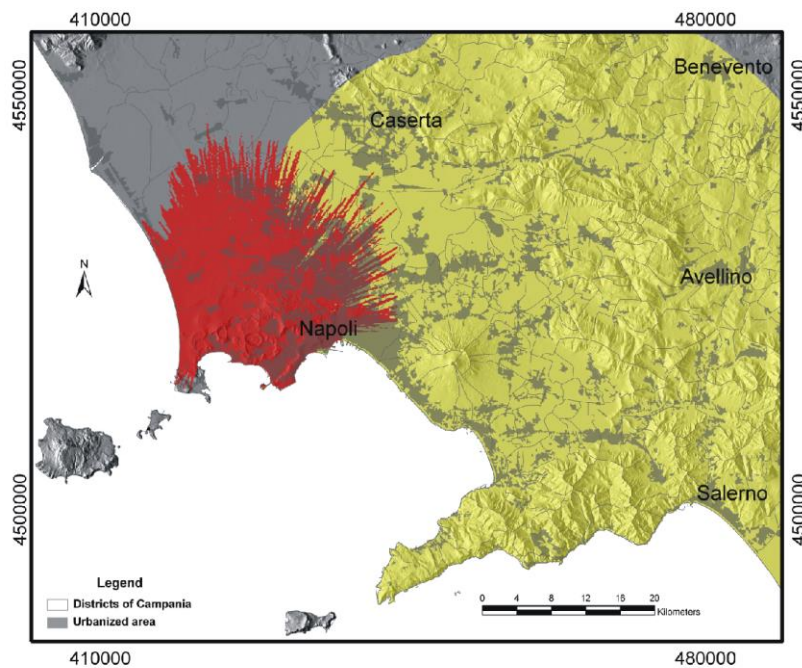 410000
480000
4550000
4550000
Benevento
Caserta
N
Avellino
Napoli
4500000
4500000
Salerno
Legend
Districts of Campania
Urbanized area
0 4 8 12 16 20
Kilometers
410000
480000